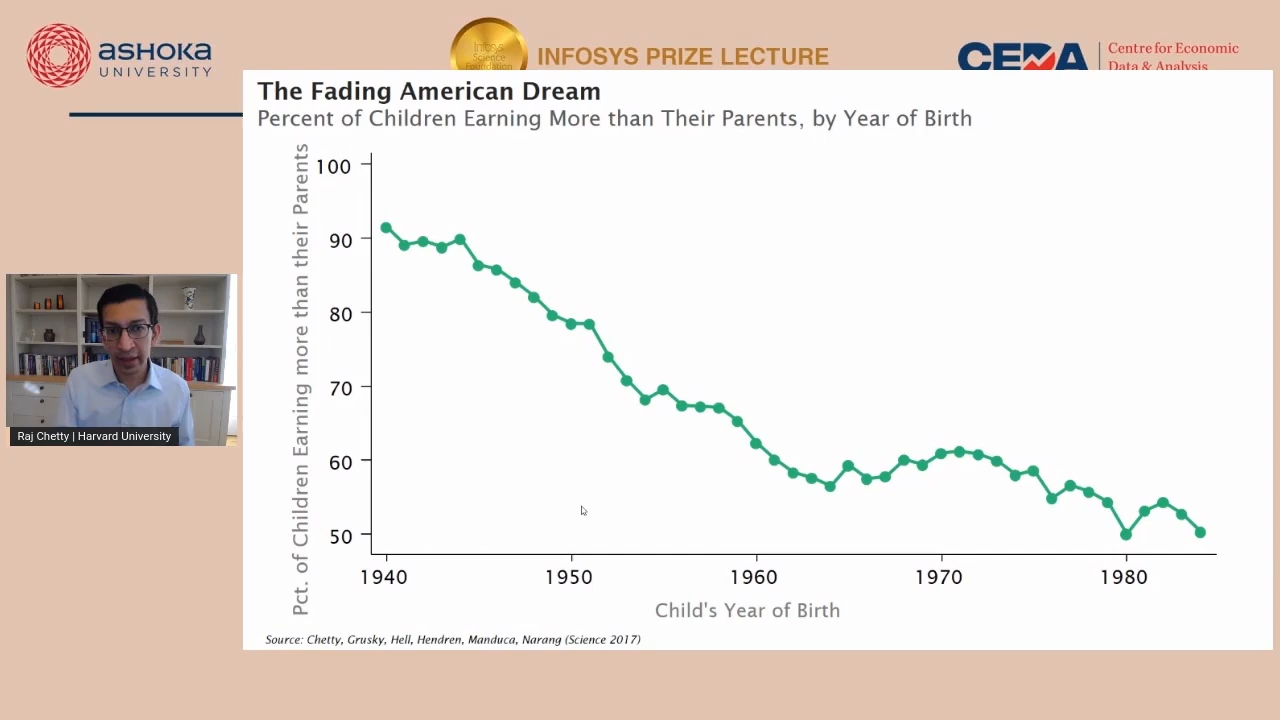 ASHOKA
UNIVERSITY
Infosys
Science
Foundation
INFOSYS PRIZE LECTURE
CEDA
Centre for Economic
Data & Analysis
The Fading American Dream
Percent of Children Earning More than Their Parents, by Year of Birth
Pct. of Children Earning more than their Parents
100
90
80
70
60
50
1940
1950
1960
1970
1980
Child's Year of Birth
Source: Chetty, Grusky, Hell, Hendren, Manduca, Narang (Science 2017)
Raj Chetty | Harvard University